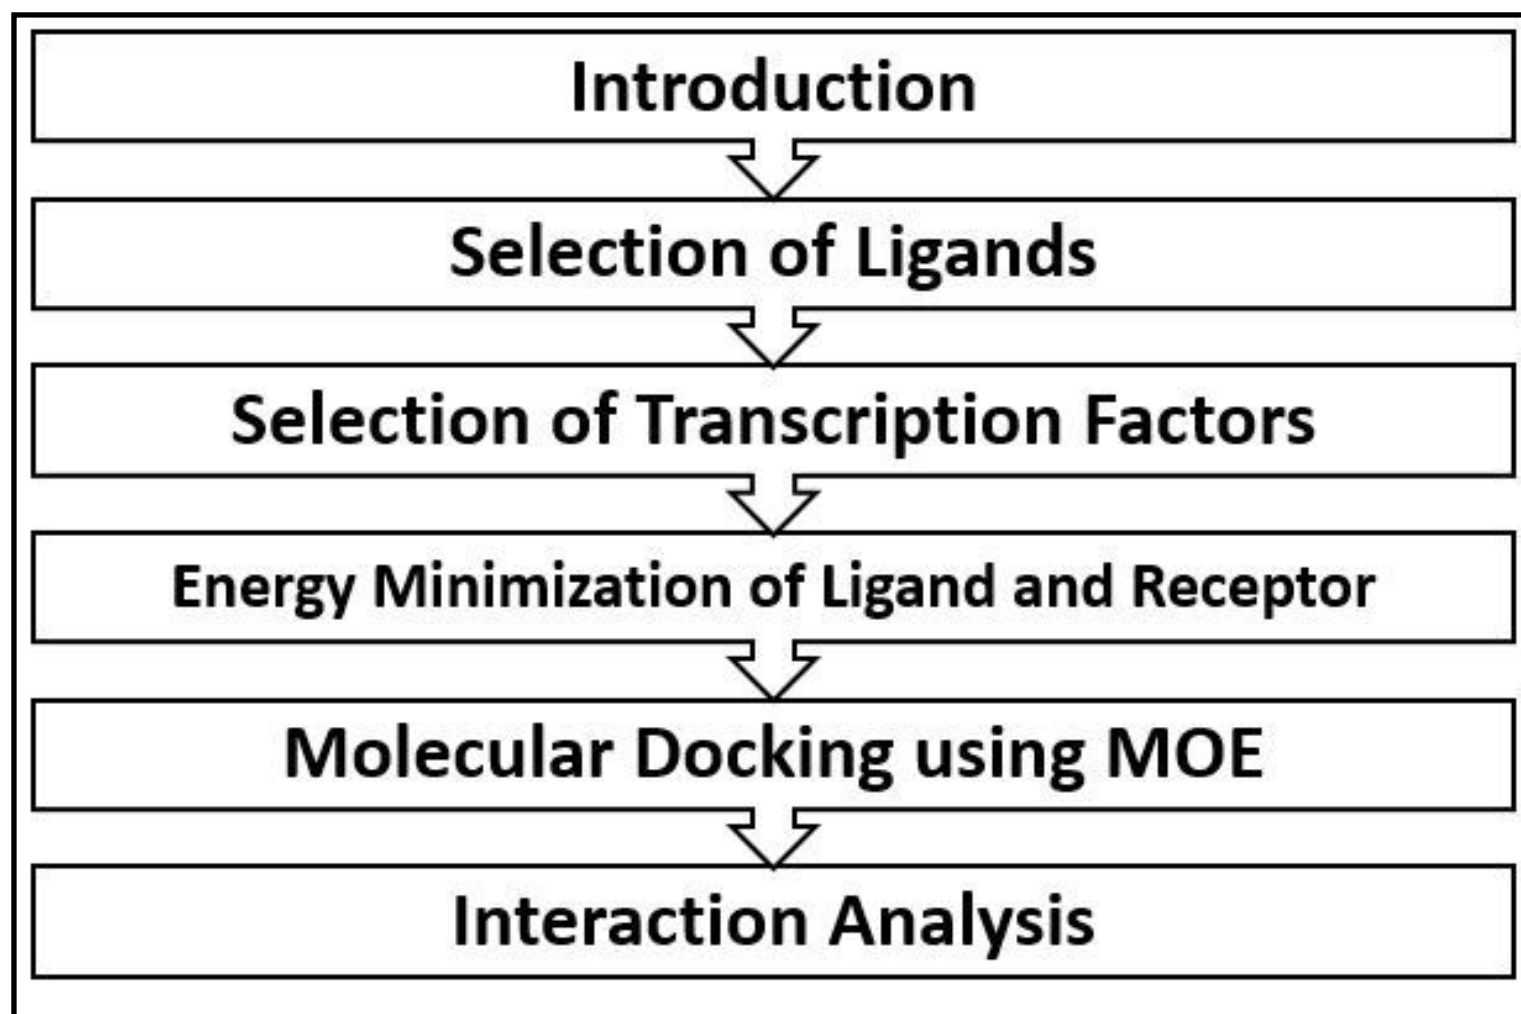 Introduction
Selection of Ligands
Selection of Transcription Factors
Energy Minimization of Ligand and Receptor
Molecular Docking using MOE
Interaction Analysis